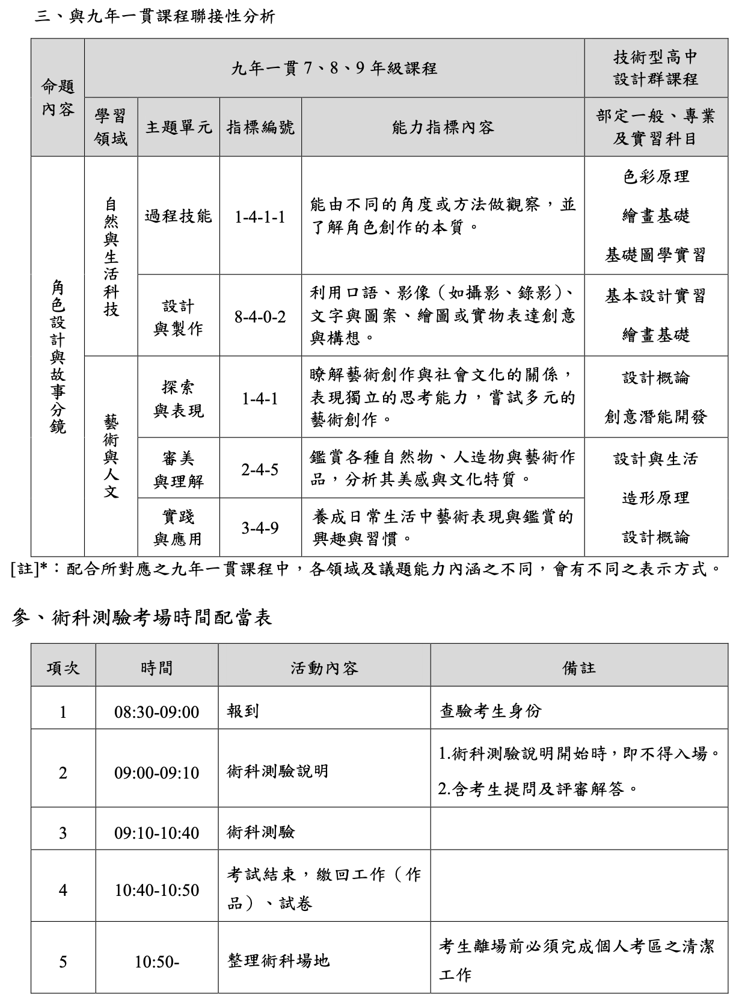 三、與九年一貫課程聯接性分析
命題
內容
九年一貫 7、8、9 年級課程
技術型高中
設計群課程
學習
領域
主題單元
指標編號
能力指標內容
部定一般、專業
及實習科目
角色設計與故事分鏡
自然與生活科技
過程技能
1-4-1-1
能由不同的角度或方法做觀察，並
了解角色創作的本質。
色彩原理
繪畫基礎
基礎圖學實習
設計
與製作
8-4-0-2
利用口語、影像（如攝影、錄影）、
文字與圖案、繪圖或實物表達創意
與構想。
基本設計實習
繪畫基礎
藝術與人文
探索
與表現
1-4-1
瞭解藝術創作與社會文化的關係，
表現獨立的思考能力，嘗試多元的
藝術創作。
設計概論
創意潛能開發
審美
與理解
2-4-5
鑑賞各種自然物、人造物與藝術作
品，分析其美感與文化特質。
設計與生活
造形原理
設計概論
實踐
與應用
3-4-9
養成日常生活中藝術表現與鑑賞的
興趣與習慣。
[註]*：配合所對應之九年一貫課程中，各領域及議題能力內涵之不同，會有不同之表示方式。
參、術科測驗考場時間配當表
項次
時間
活動內容
備註
1
08:30-09:00
報到
查驗考生身份
2
09:00-09:10
術科測驗說明
1.術科測驗說明開始時，即不得入場。
2.含考生提問及評審解答。
3
09:10-10:40
術科測驗
4
10:40-10:50
考試結束，繳回工作（作
品）、試卷
5
10:50-
整理術科場地
考生離場前必須完成個人考區之清潔
工作